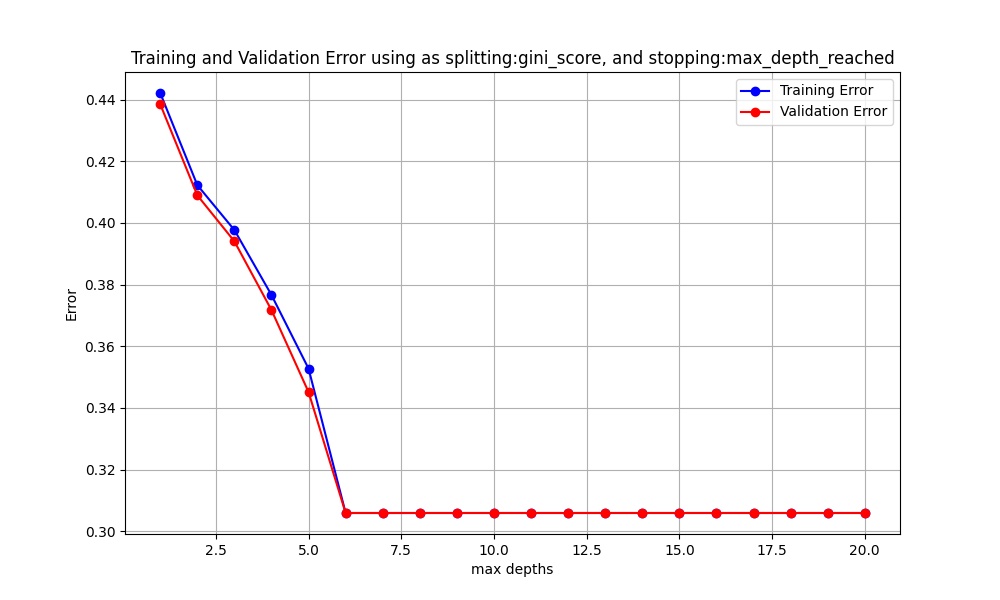 Training and Validation Error using as splitting:gini_score, and stopping:max_depth_reached
Training Error
Validation Error
0.44
0.42
0.40
0.38
0.36
0.34
0.32
0.30
Error
2.5 5.0 7.5 10.0 12.5 15.0 17.5 20.0
max depths